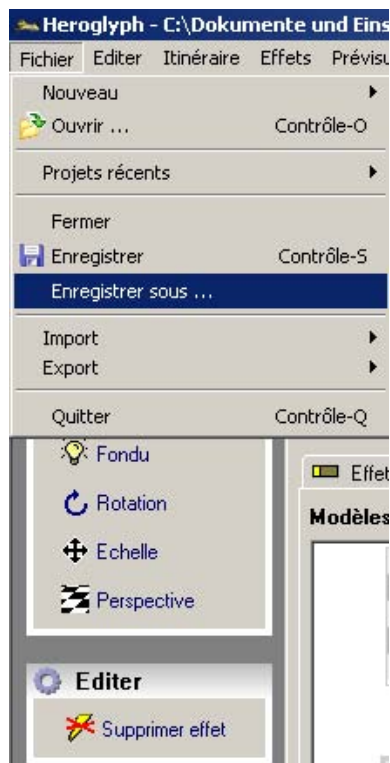 Heroglyph - C:\Dokumente und Eins
Fichier Editer Itinéraire Effets Prévisu
Nouveau
Ouvrir ... Contrôle-O
Projets récents
Fermer
Enregistrer Contrôle-S
Enregistrer sous ...
Import
Export
Quitter Contrôle-Q
Fondu
Effet
Rotation
Modèles
Echelle
Perspective
Editer
Supprimer effet